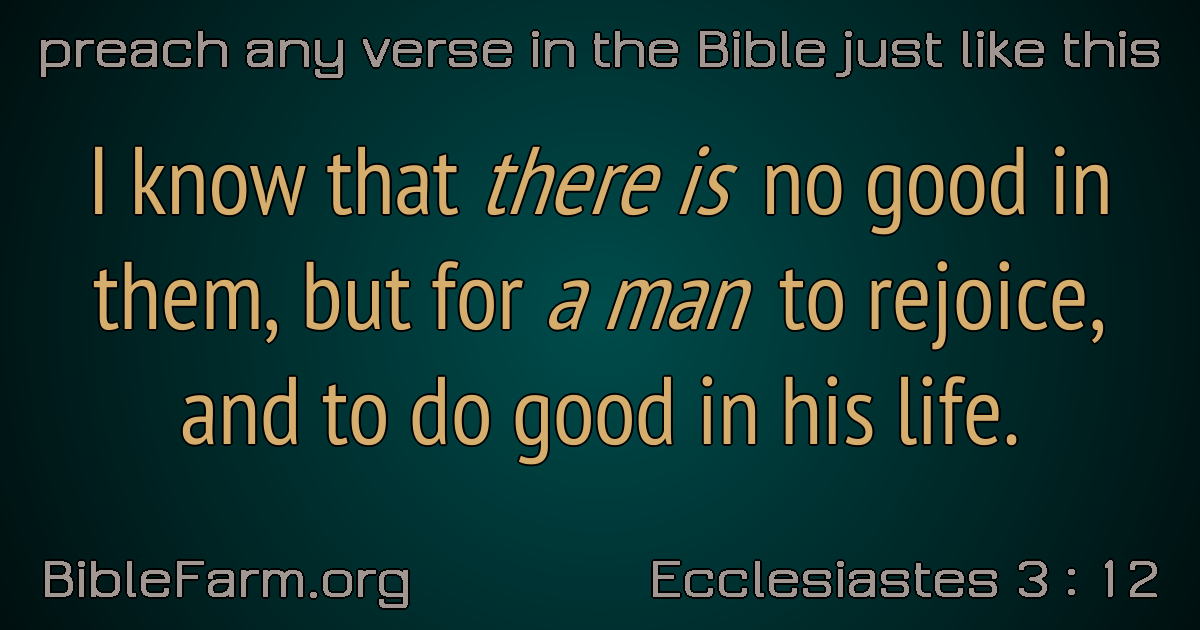 preach any verse in the Bible just like this
I know that there is no good in
them, but for a man to rejoice,
and to do good in his life.
BibleFarm.org
Ecclesiastes 3 : 12